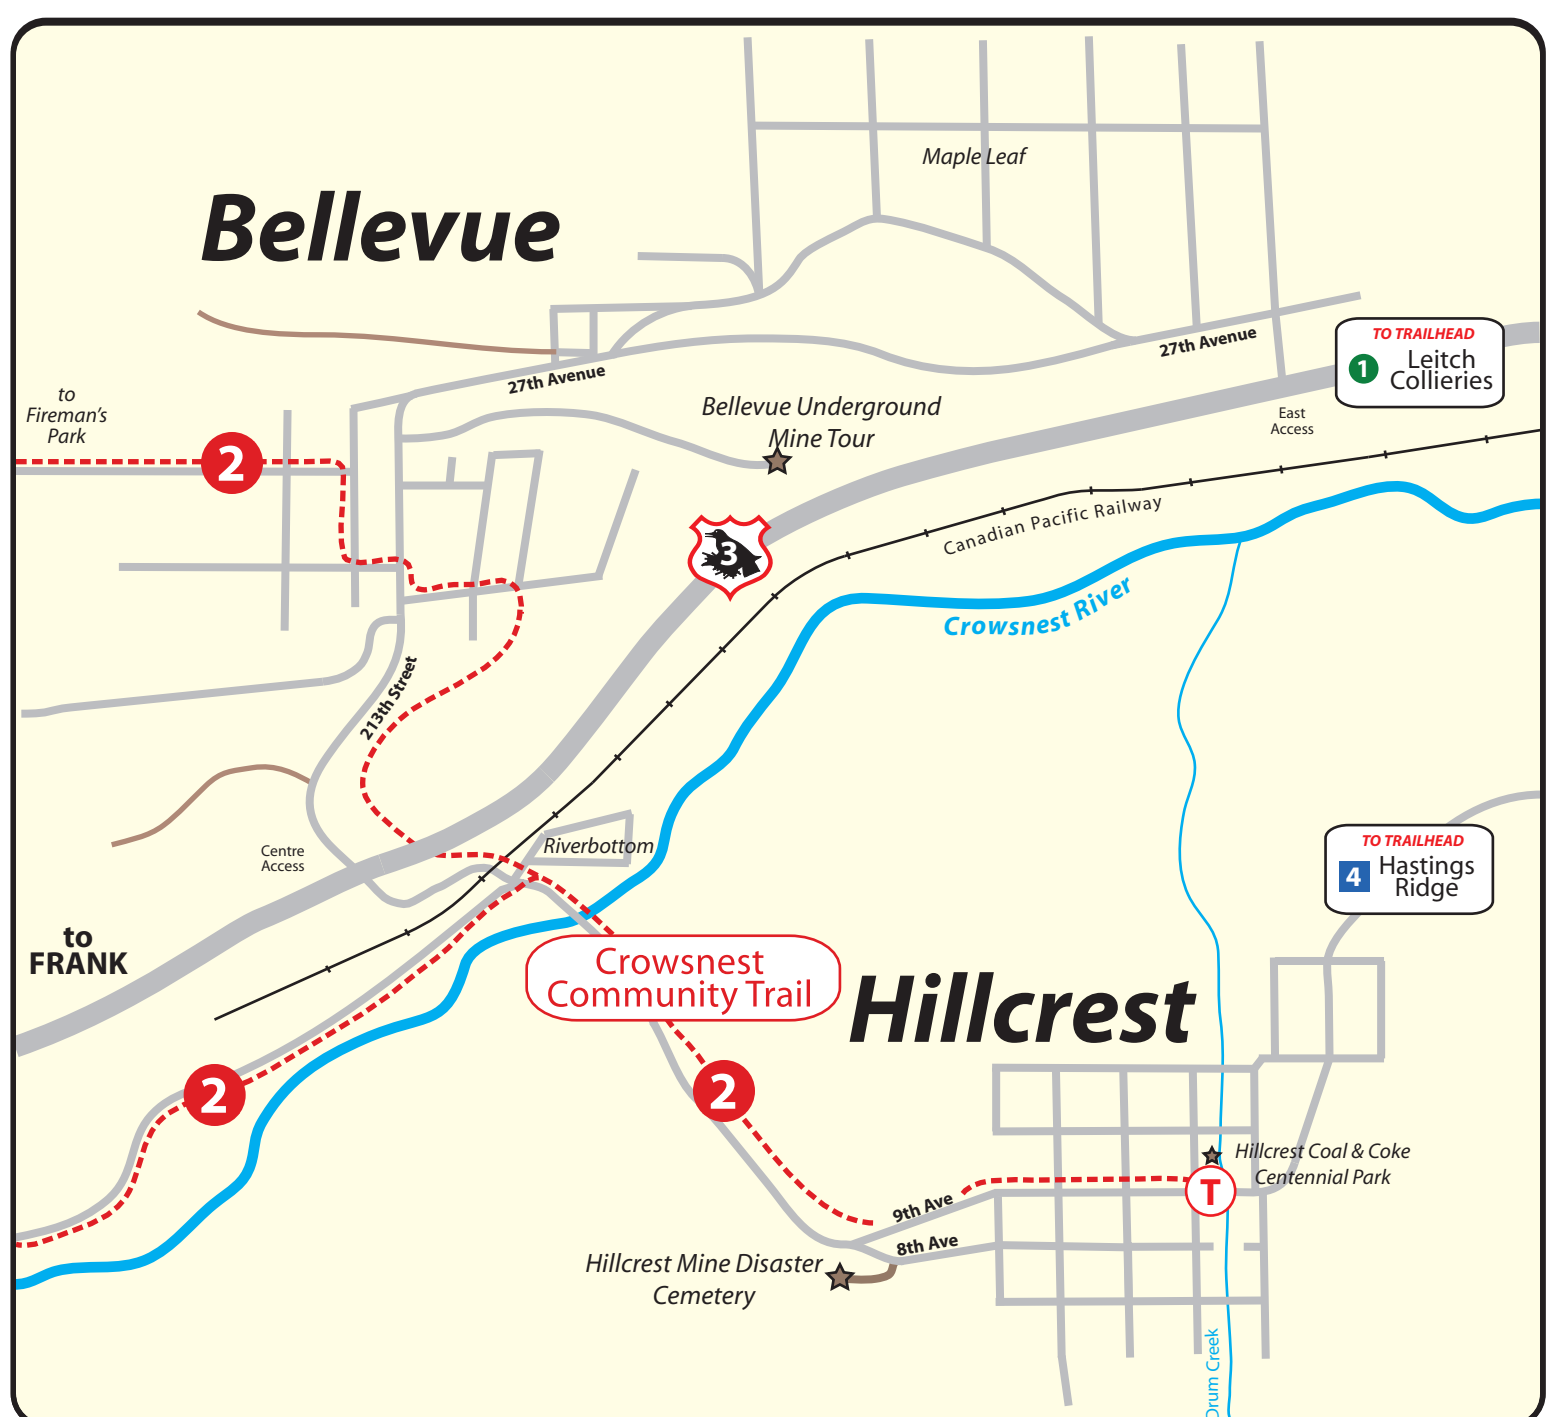 Maple Leaf
Bellevue
27th Avenue
TO TRAILHEAD
1
Leitch
Collieries
27th Avenue
to
Fireman's
Park
Bellevue Underground
Mine Tour
East
Access
2
Canadian Pacific Railway
3
Crowsnest River
213th Street
Riverbottom
Centre
Access
TO TRAILHEAD
4
Hastings
Ridge
to
FRANK
Crowsnest
Community Trail
Hillcrest
2
2
Hillcrest Coal & Coke
Centennial Park
T
9th Ave
8th Ave
Hillcrest Mine Disaster
Cemetery
Drum Creek